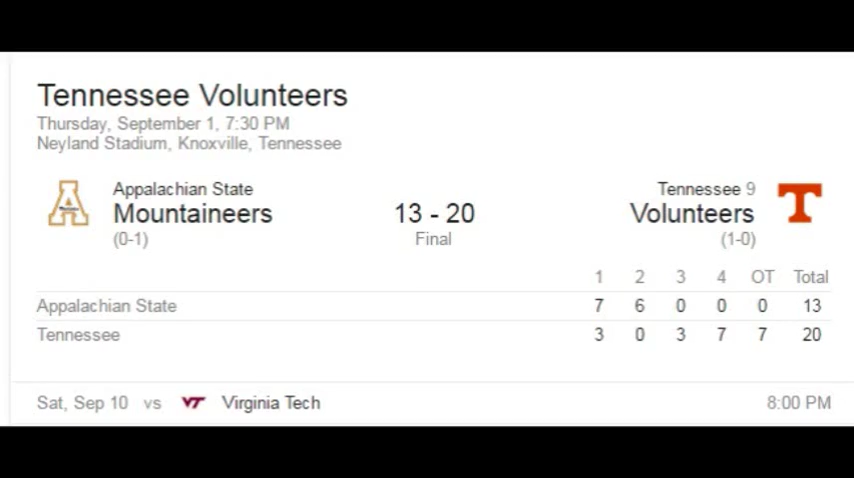 Tennessee Volunteers
Thursday, September 1, 7:30 PM
Neyland Stadium, Knoxville, Tennessee
Appalachian State
Mountaineers
(0-1)
13 - 20
Final
Tennessee 9
Volunteers
(1-0)
1 2 3 4 OT Total
Appalachian State 7 6 0 0 0 13
Tennessee 3 0 3 7 7 20
Sat, Sep 10 vs VT Virginia Tech 8:00 PM